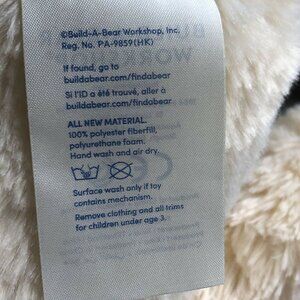 ©Build-A-Bear Workshop, Inc.
Reg. No. PA-9859(HK)
If found, go to
buildabear.com/findabear
Si l'ID a été trouvé, aller à
buildabear.com/findabear
ALL NEW MATERIAL.
100% polyester fiberfill,
polyurethane foam.
Hand wash and air dry.
Surface wash only if toy
contains mechanism.
Remove clothing and all trims
for children under age 3.